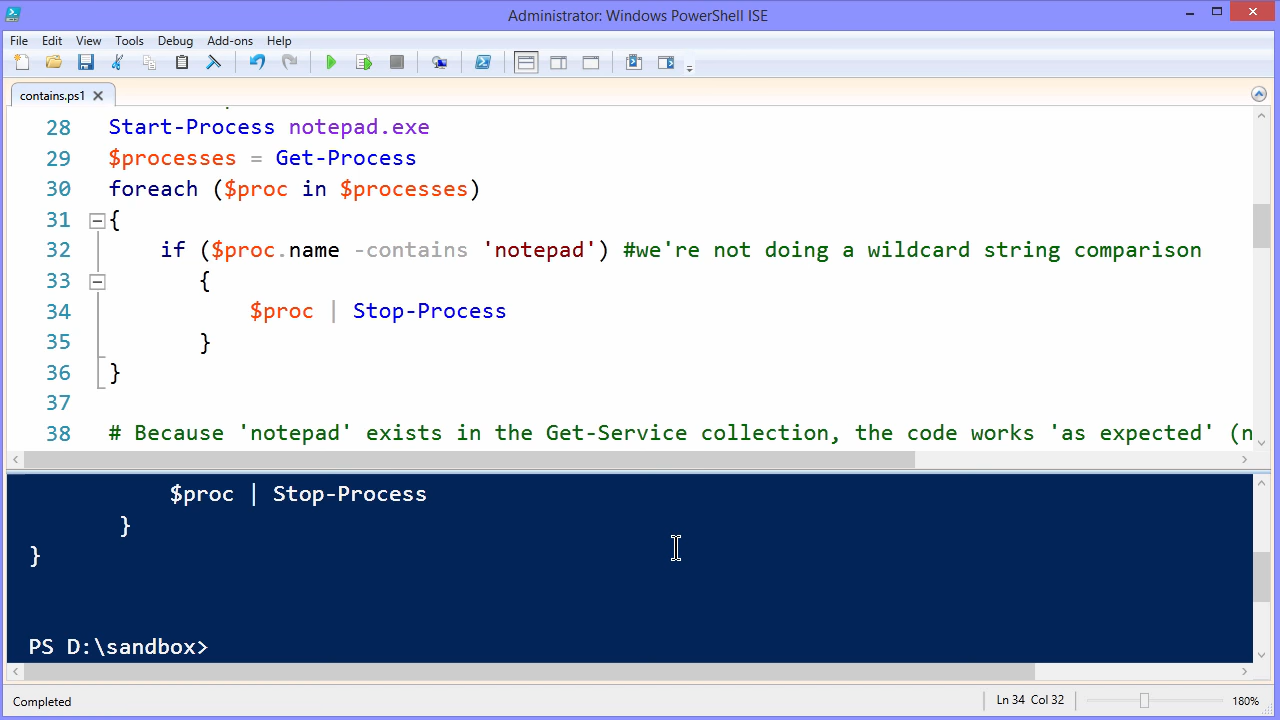 Administrator: Windows PowerShell ISE
File Edit View Tools Debug Add-ons Help
contains.ps1
28 Start-Process notepad.exe
29 $processes = Get-Process
30 foreach ($proc in $processes)
31 {
32 if ($proc.name -contains 'notepad') #we're not doing a wildcard string comparison
33 {
34 $proc | Stop-Process
35 }
36 }
37
38 # Because 'notepad' exists in the Get-Service collection, the code works 'as expected' (n
$proc | Stop-Process
}
}
PS D:\sandbox>
Completed Ln 34 Col 32 180%